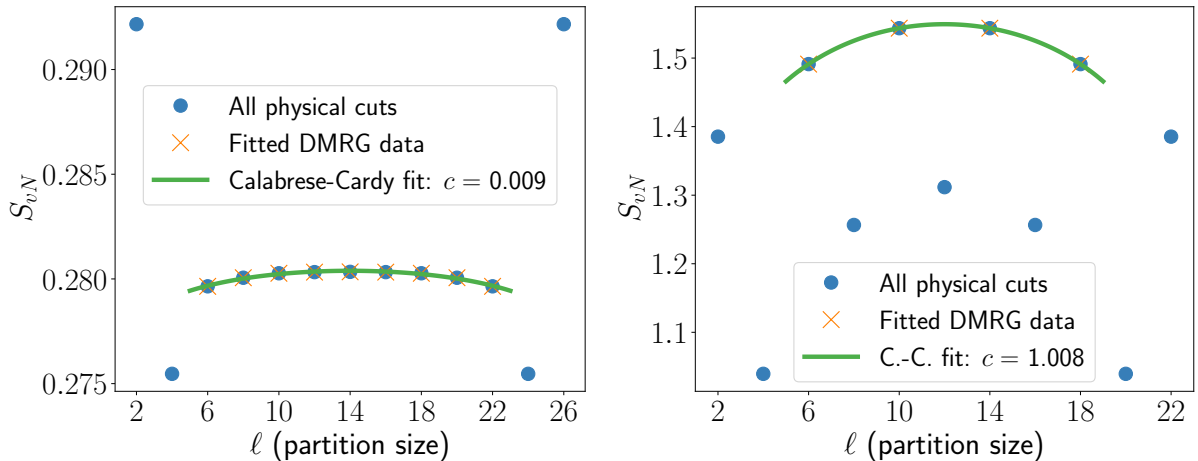 0.290
0.285
0.280
0.275
S_{vN}
All physical cuts
Fitted DMRG data
Calabrese-Cardy fit: c = 0.009
2 6 10 14 18 22 26
ℓ (partition size)
1.5
1.4
1.3
1.2
1.1
S_{vN}
All physical cuts
Fitted DMRG data
C.-C. fit: c = 1.008
2 6 10 14 18 22
ℓ (partition size)